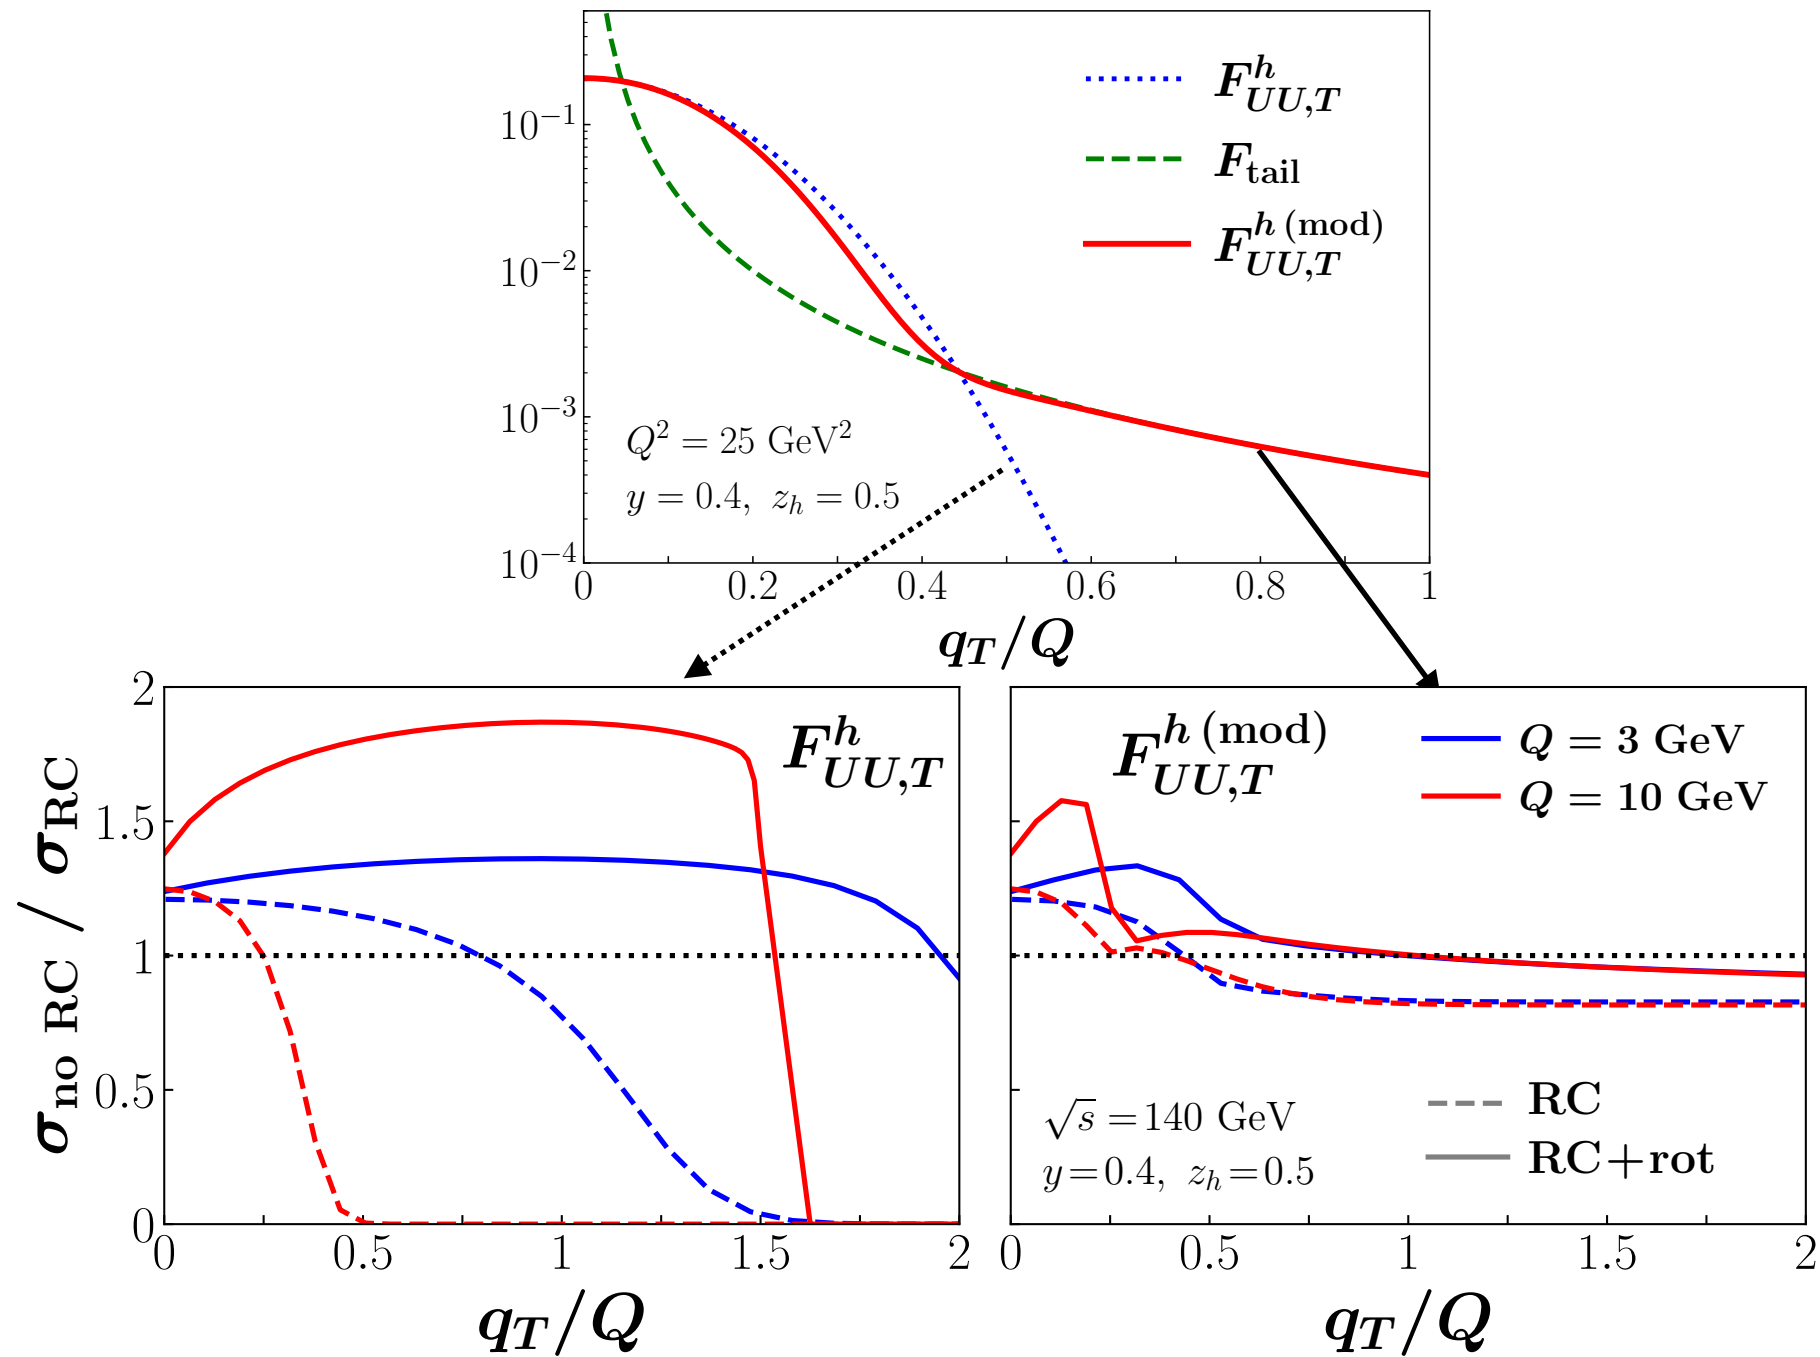 10⁻¹
10⁻²
10⁻³
10⁻⁴
F^h_{UU,T}
F_tail
F^{h (mod)}_{UU,T}
Q² = 25 GeV²
y = 0.4, z_h = 0.5
0 0.2 0.4 0.6 0.8 1
q_T/Q
σ_no RC / σ_RC
2
1.5
1
0.5
0
F^h_{UU,T}
0 0.5 1 1.5 2
q_T/Q
F^{h (mod)}_{UU,T}
Q = 3 GeV
Q = 10 GeV
√s = 140 GeV
y = 0.4, z_h = 0.5
RC
RC+rot
0 0.5 1 1.5 2
q_T/Q